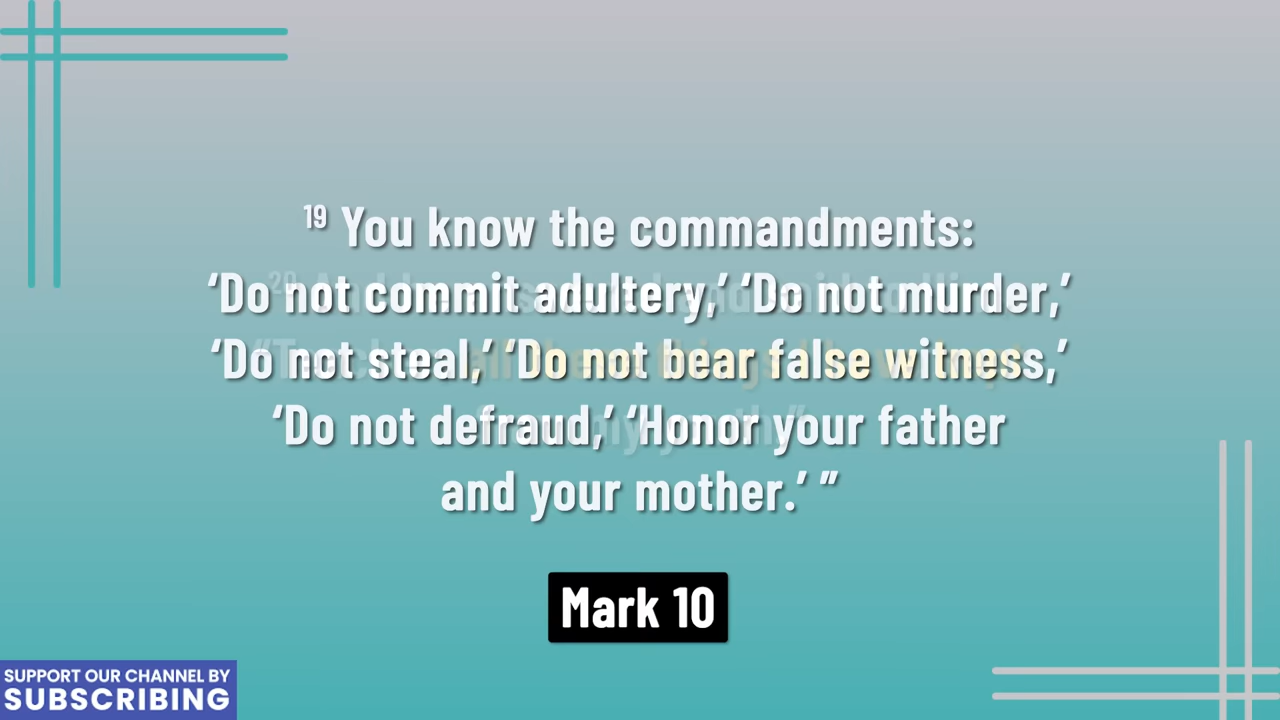 19 You know the commandments:
‘Do not commit adultery,’ ‘Do not murder,’
‘Do not steal,’ ‘Do not bear false witness,’
‘Do not defraud,’ ‘Honor your father
and your mother.’ ”
Mark 10
SUPPORT OUR CHANNEL BY
SUBSCRIBING